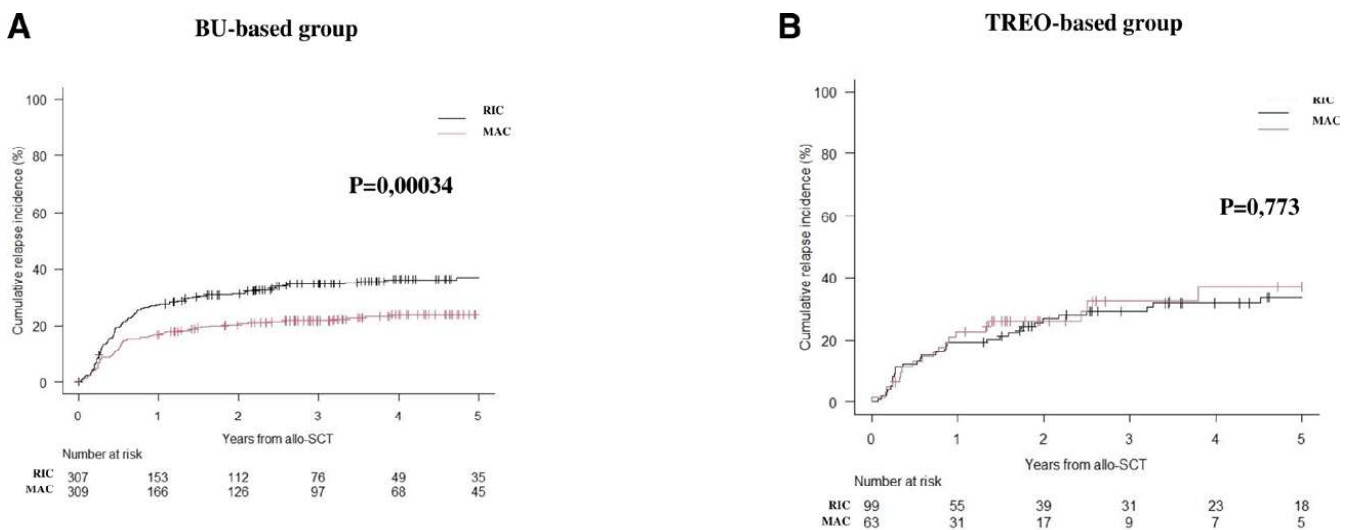 A
BU-based group
Cumulative relapse incidence (%)
100
80
60
40
20
0
RIC
MAC
P=0,00034
0 1 2 3 4 5
Years from allo-SCT
Number at risk
RIC 307 153 112 76 49 35
MAC 309 166 126 97 68 45
B
TREO-based group
Cumulative relapse incidence (%)
100
80
60
40
20
0
RIC
MAC
P=0,773
0 1 2 3 4 5
Years from allo-SCT
Number at risk
RIC 99 55 39 31 23 18
MAC 63 31 17 9 7 5